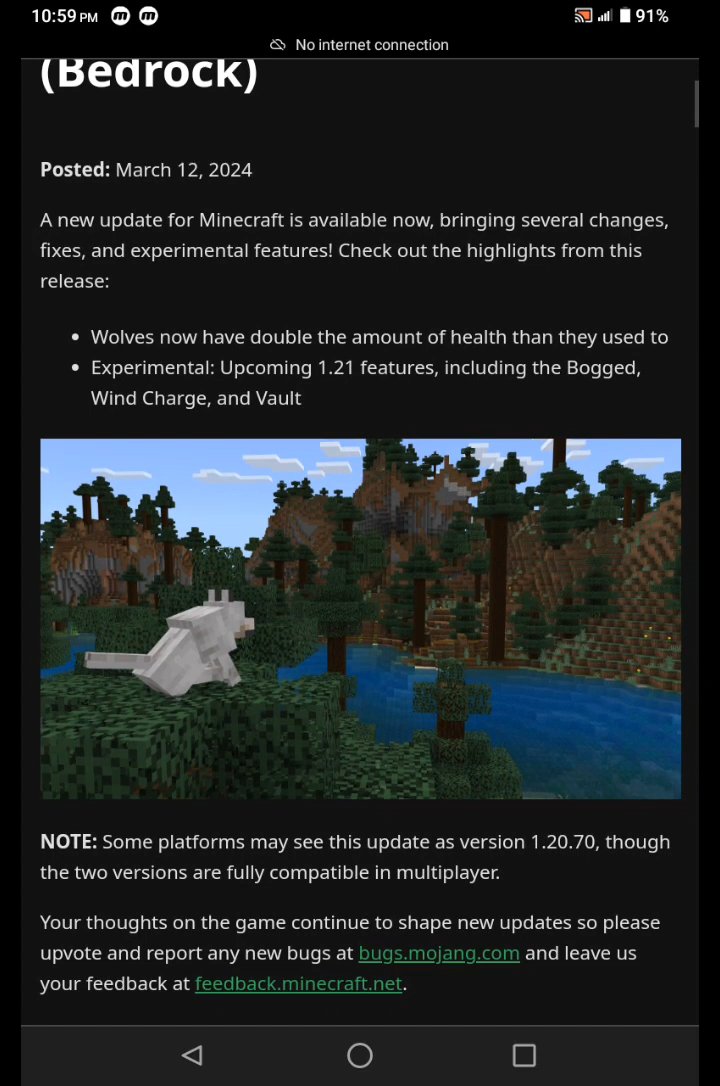 10:59 PM
91%
No internet connection
(Bedrock)
Posted: March 12, 2024
A new update for Minecraft is available now, bringing several changes,
fixes, and experimental features! Check out the highlights from this
release:
• Wolves now have double the amount of health than they used to
• Experimental: Upcoming 1.21 features, including the Bogged,
Wind Charge, and Vault
NOTE: Some platforms may see this update as version 1.20.70, though
the two versions are fully compatible in multiplayer.
Your thoughts on the game continue to shape new updates so please
upvote and report any new bugs at bugs.mojang.com and leave us
your feedback at feedback.minecraft.net.